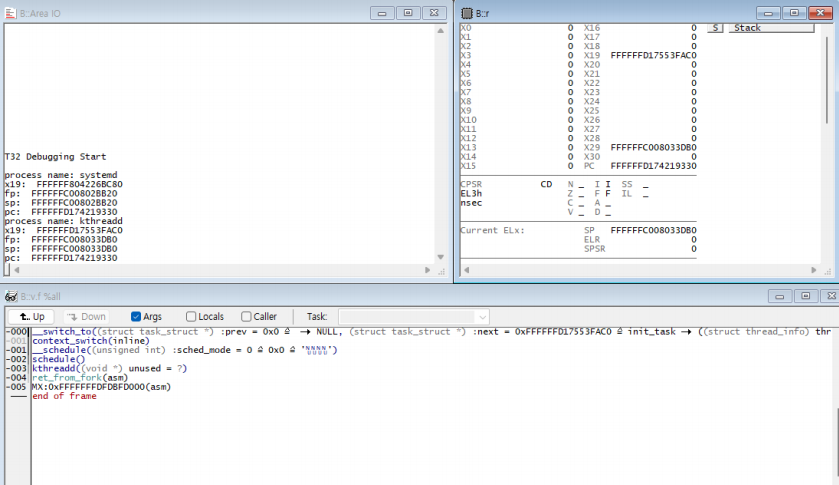 B::Area IO
T32 Debugging Start
process name: systemd
x19: FFFFFF804226BC80
fp: FFFFFFC00802BB20
sp: FFFFFFC00802BB20
pc: FFFFFFD174219330
process name: kthreadd
x19: FFFFFFD17553FAC0
fp: FFFFFFC008033DB0
sp: FFFFFFC008033DB0
pc: FFFFFFD174219330
B::r
X0 0 X16 0 S Stack
X1 0 X17 0
X2 0 X18 0
X3 0 X19 FFFFFFD17553FAC0
X4 0 X20 0
X5 0 X21 0
X6 0 X22 0
X7 0 X23 0
X8 0 X24 0
X9 0 X25 0
X10 0 X26 0
X11 0 X27 0
X12 0 X28 0
X13 0 X29 FFFFFFC008033DB0
X14 0 X30 0
X15 0 PC FFFFFFD174219330
CPSR CD N _ I I SS _
EL3h Z _ F F IL _
nsec C _ A _
V _ D _
Current ELx: SP FFFFFFC008033DB0
ELR 0
SPSR 0
B::v.f %all
Up Down Args Locals Caller Task:
-000 __switch_to((struct task_struct *) :prev = 0x0 ≙ → NULL, (struct task_struct *) :next = 0xFFFFFFD17553FAC0 ≙ init_task → ((struct thread_info) thr
-001 context_switch(inline)
-001 __schedule((unsigned int) :sched_mode = 0 ≙ 0x0 ≙ '␀␀␀␀')
-002 schedule()
-003 kthreadd((void *) unused = ?)
-004 ret_from_fork(asm)
-005 MX:0xFFFFFFFDFDBFD000(asm)
end of frame